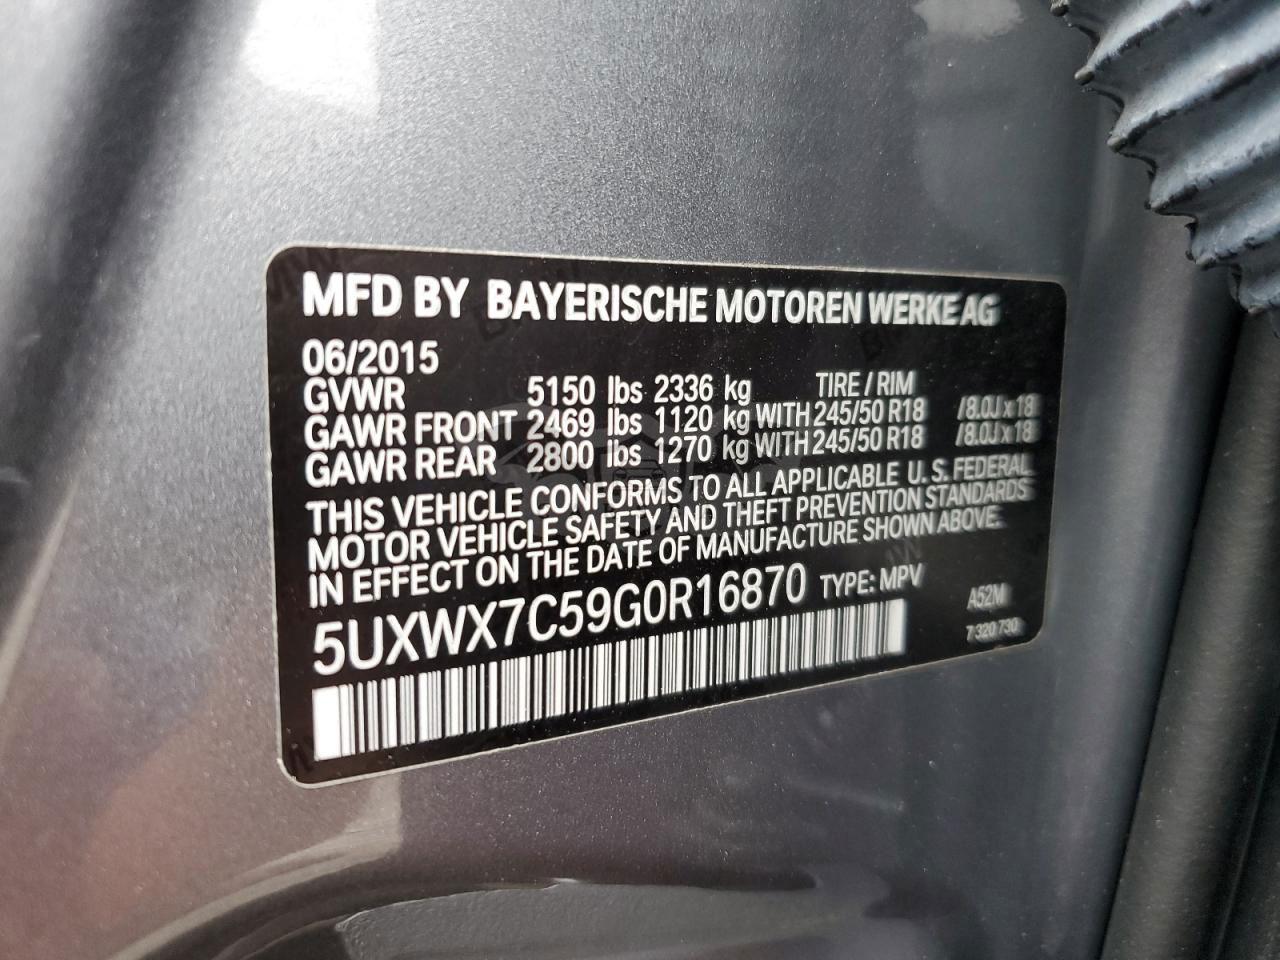 MFD BY BAYERISCHE MOTOREN WERKE AG
06/2015
GVWR 5150 lbs 2336 kg TIRE / RIM
GAWR FRONT 2469 lbs 1120 kg WITH 245/50 R18 /8.0J x 18
GAWR REAR 2800 lbs 1270 kg WITH 245/50 R18 /8.0J x 18
THIS VEHICLE CONFORMS TO ALL APPLICABLE U. S. FEDERAL
MOTOR VEHICLE SAFETY AND THEFT PREVENTION STANDARDS
IN EFFECT ON THE DATE OF MANUFACTURE SHOWN ABOVE.
5UXWX7C59G0R16870 TYPE: MPV
A52M
7 320 730